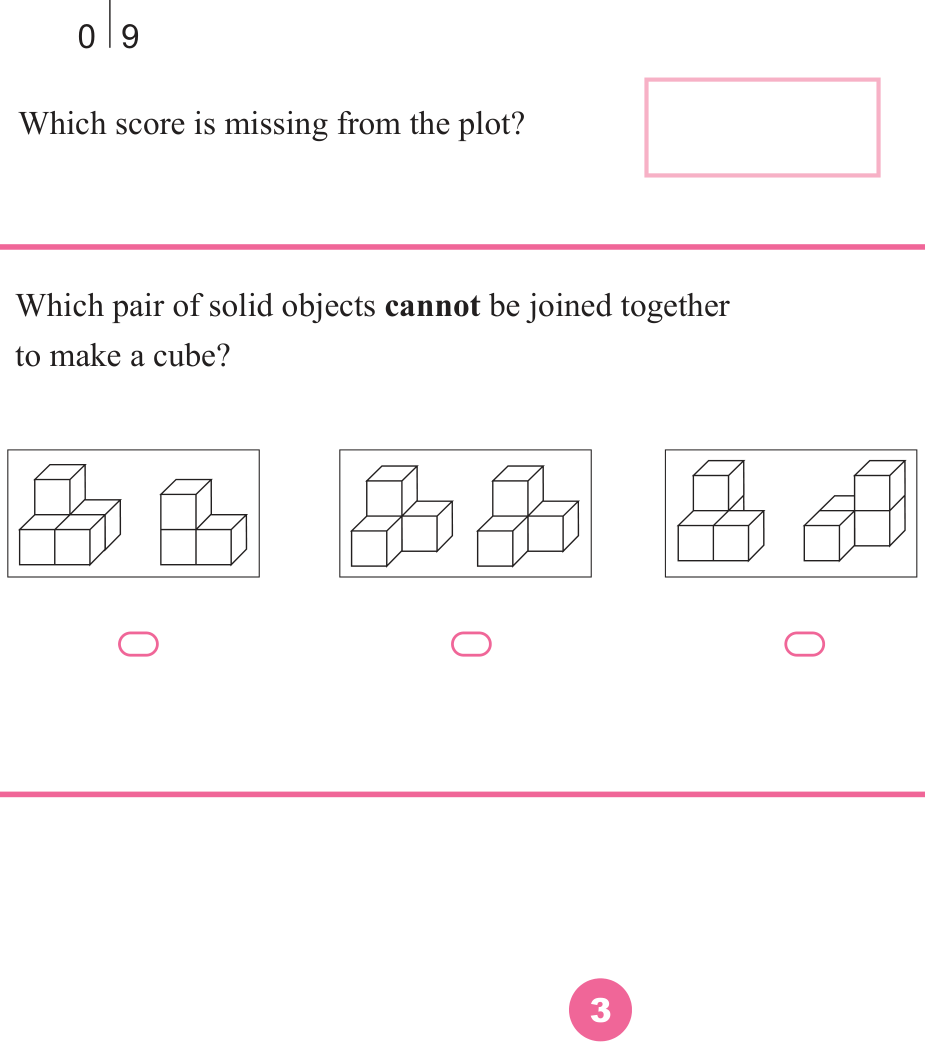 0 9
Which score is missing from the plot?
Which pair of solid objects cannot be joined together
to make a cube?
3